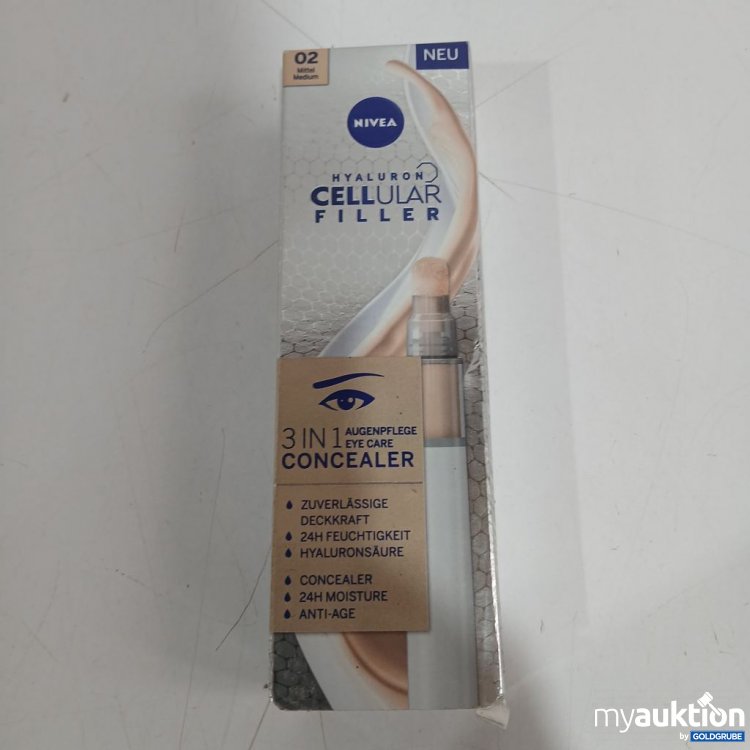 02
Mittel
Medium
NEU
NIVEA
HYALURON
CELLULAR
FILLER
3 IN 1 AUGENPFLEGE
EYE CARE
CONCEALER
ZUVERLÄSSIGE
DECKKRAFT
24H FEUCHTIGKEIT
HYALURONSÄURE
CONCEALER
24H MOISTURE
ANTI-AGE
myauktion
by GOLDGRUBE